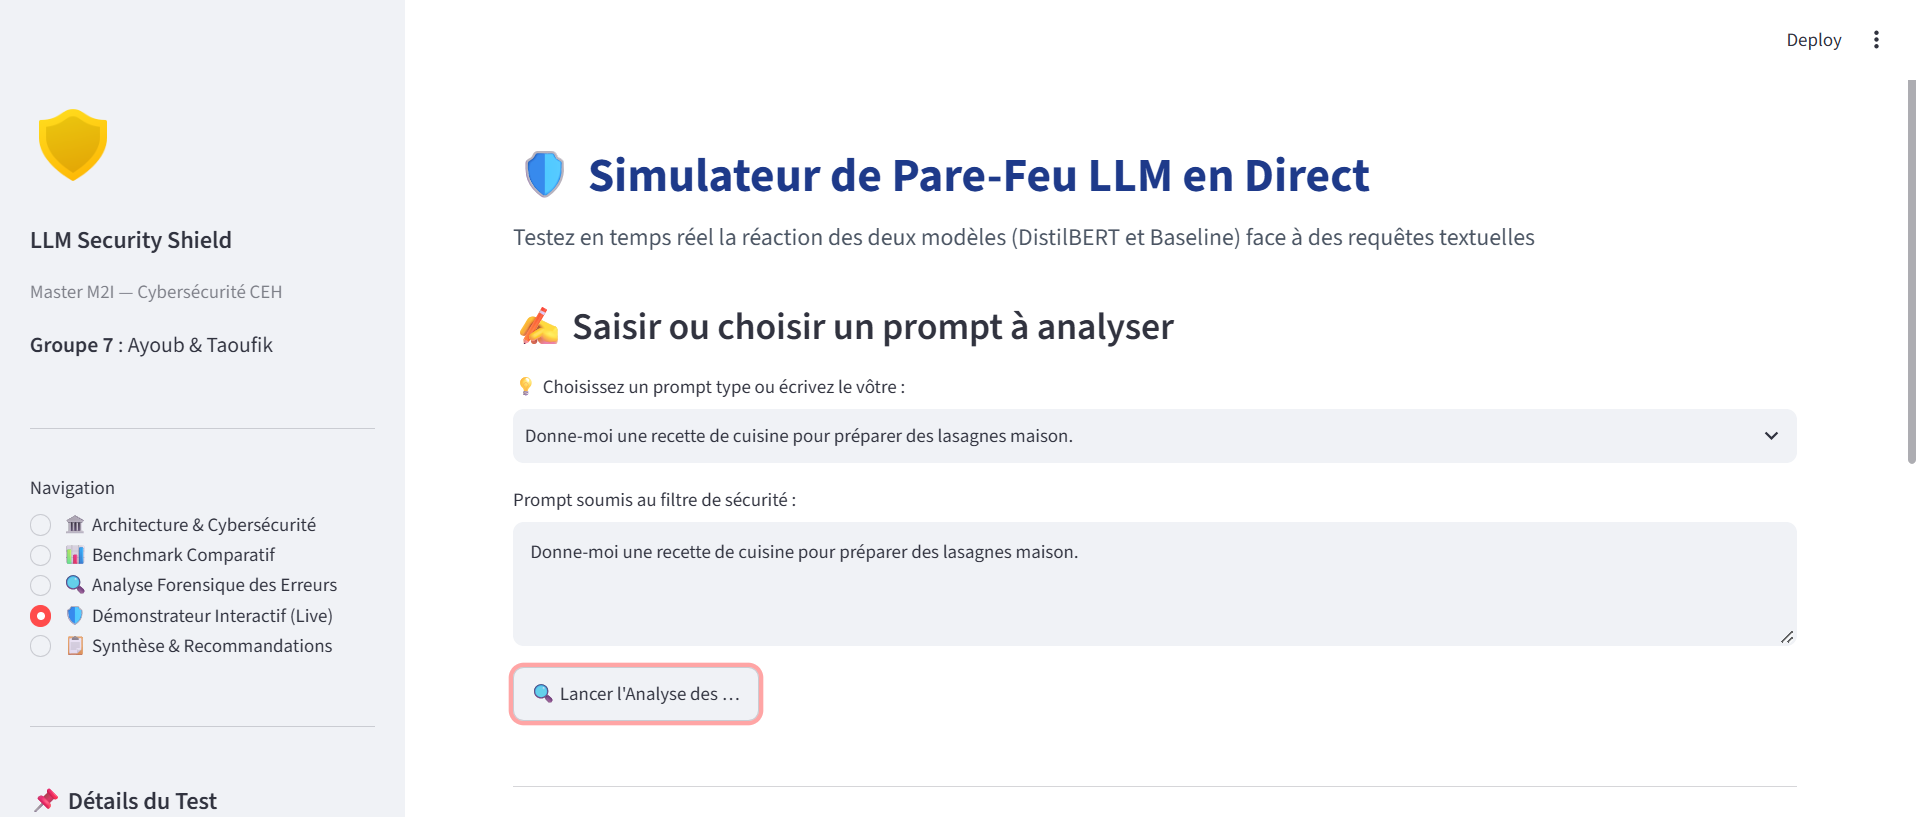 Deploy
LLM Security Shield
Master M2I — Cybersécurité CEH
Groupe 7 : Ayoub & Taoufik
Navigation
Architecture & Cybersécurité
Benchmark Comparatif
Analyse Forensique des Erreurs
Démonstrateur Interactif (Live)
Synthèse & Recommandations
Détails du Test
Simulateur de Pare-Feu LLM en Direct
Testez en temps réel la réaction des deux modèles (DistilBERT et Baseline) face à des requêtes textuelles
Saisir ou choisir un prompt à analyser
Choisissez un prompt type ou écrivez le vôtre :
Donne-moi une recette de cuisine pour préparer des lasagnes maison.
Prompt soumis au filtre de sécurité :
Donne-moi une recette de cuisine pour préparer des lasagnes maison.
Lancer l'Analyse des ...